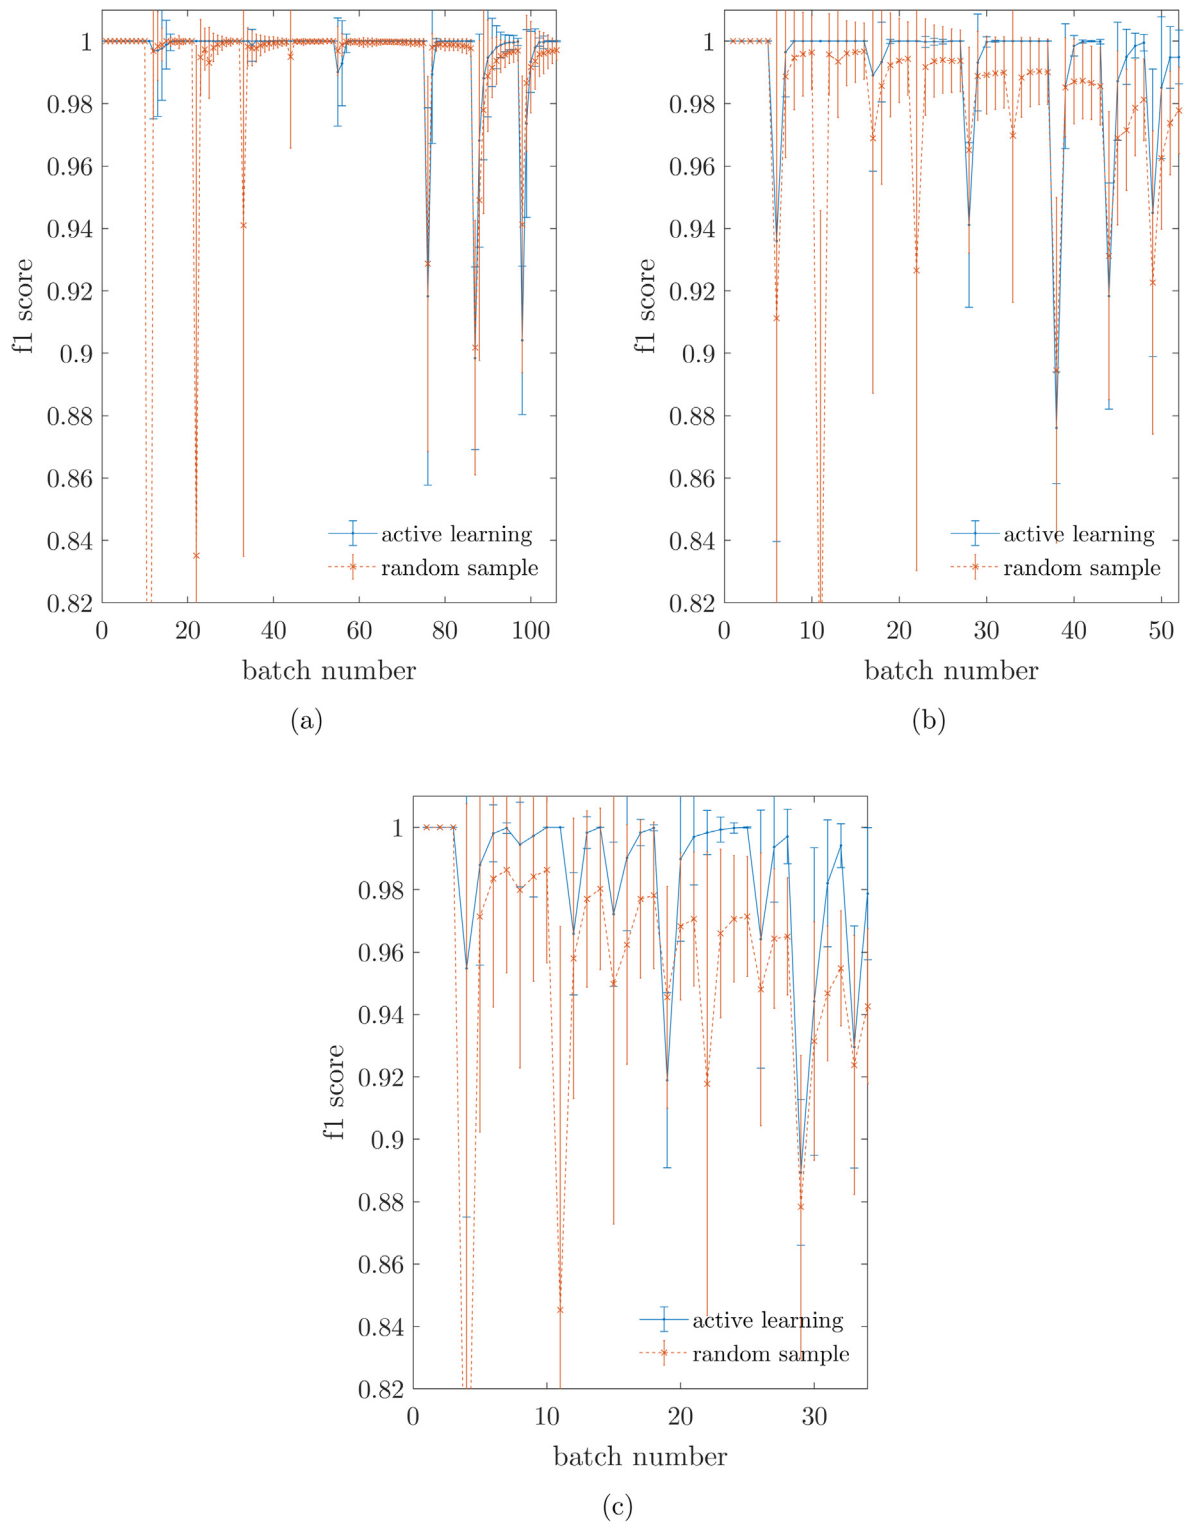 1
0.98
0.96
0.94
0.92
0.9
0.88
0.86
0.84
0.82
f1 score
0 20 40 60 80 100
batch number
active learning
random sample
(a)
1
0.98
0.96
0.94
0.92
0.9
0.88
0.86
0.84
0.82
f1 score
0 10 20 30 40 50
batch number
active learning
random sample
(b)
1
0.98
0.96
0.94
0.92
0.9
0.88
0.86
0.84
0.82
f1 score
0 10 20 30
batch number
active learning
random sample
(c)